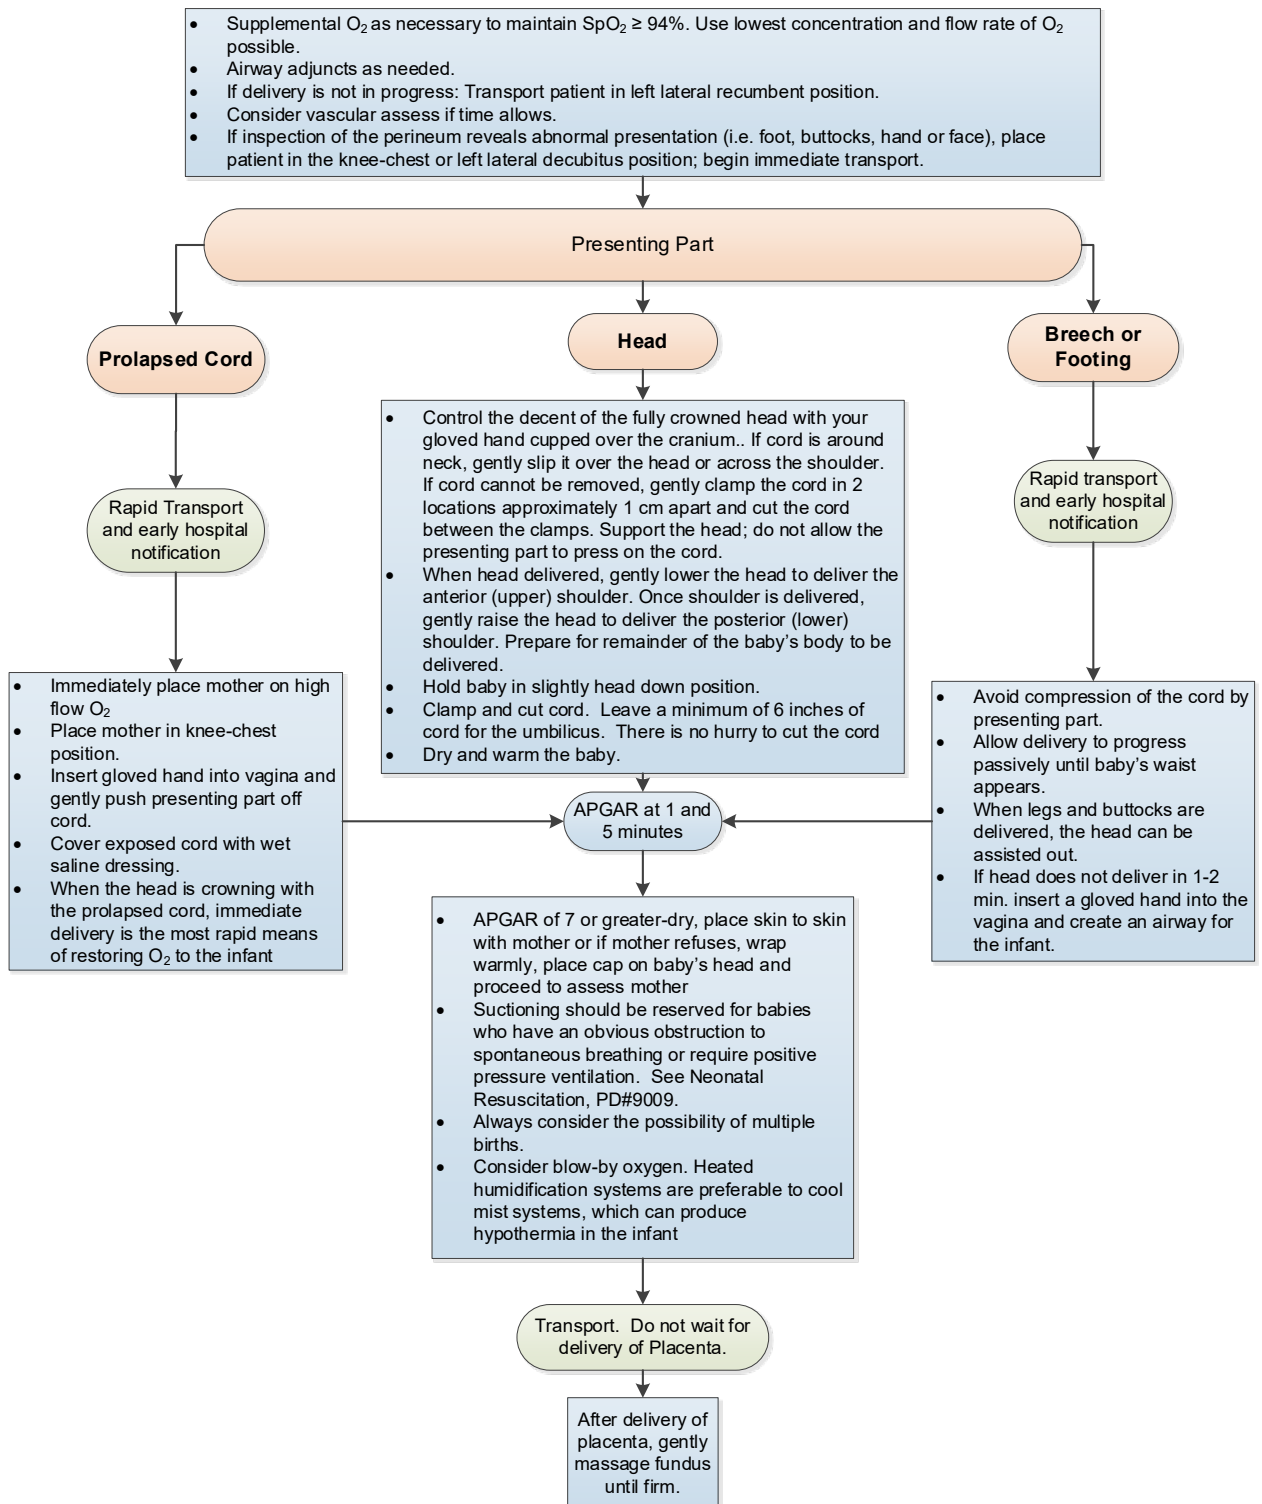 • Supplemental O₂ as necessary to maintain SpO₂ ≥ 94%. Use lowest concentration and flow rate of O₂
possible.
• Airway adjuncts as needed.
• If delivery is not in progress: Transport patient in left lateral recumbent position.
• Consider vascular assess if time allows.
• If inspection of the perineum reveals abnormal presentation (i.e. foot, buttocks, hand or face), place
patient in the knee-chest or left lateral decubitus position; begin immediate transport.
Presenting Part
Prolapsed Cord
Rapid Transport
and early hospital
notification
• Immediately place mother on high
flow O₂
• Place mother in knee-chest
position.
• Insert gloved hand into vagina and
gently push presenting part off
cord.
• Cover exposed cord with wet
saline dressing.
• When the head is crowning with
the prolapsed cord, immediate
delivery is the most rapid means
of restoring O₂ to the infant
Head
• Control the decent of the fully crowned head with your
gloved hand cupped over the cranium.. If cord is around
neck, gently slip it over the head or across the shoulder.
If cord cannot be removed, gently clamp the cord in 2
locations approximately 1 cm apart and cut the cord
between the clamps. Support the head; do not allow the
presenting part to press on the cord.
• When head delivered, gently lower the head to deliver the
anterior (upper) shoulder. Once shoulder is delivered,
gently raise the head to deliver the posterior (lower)
shoulder. Prepare for remainder of the baby’s body to be
delivered.
• Hold baby in slightly head down position.
• Clamp and cut cord. Leave a minimum of 6 inches of
cord for the umbilicus. There is no hurry to cut the cord
• Dry and warm the baby.
Breech or
Footing
Rapid transport
and early hospital
notification
• Avoid compression of the cord by
presenting part.
• Allow delivery to progress
passively until baby’s waist
appears.
• When legs and buttocks are
delivered, the head can be
assisted out.
• If head does not deliver in 1-2
min. insert a gloved hand into the
vagina and create an airway for
the infant.
APGAR at 1 and
5 minutes
• APGAR of 7 or greater-dry, place skin to skin
with mother or if mother refuses, wrap
warmly, place cap on baby’s head and
proceed to assess mother
• Suctioning should be reserved for babies
who have an obvious obstruction to
spontaneous breathing or require positive
pressure ventilation. See Neonatal
Resuscitation, PD#9009.
• Always consider the possibility of multiple
births.
• Consider blow-by oxygen. Heated
humidification systems are preferable to cool
mist systems, which can produce
hypothermia in the infant
Transport. Do not wait for
delivery of Placenta.
After delivery of
placenta, gently
massage fundus
until firm.